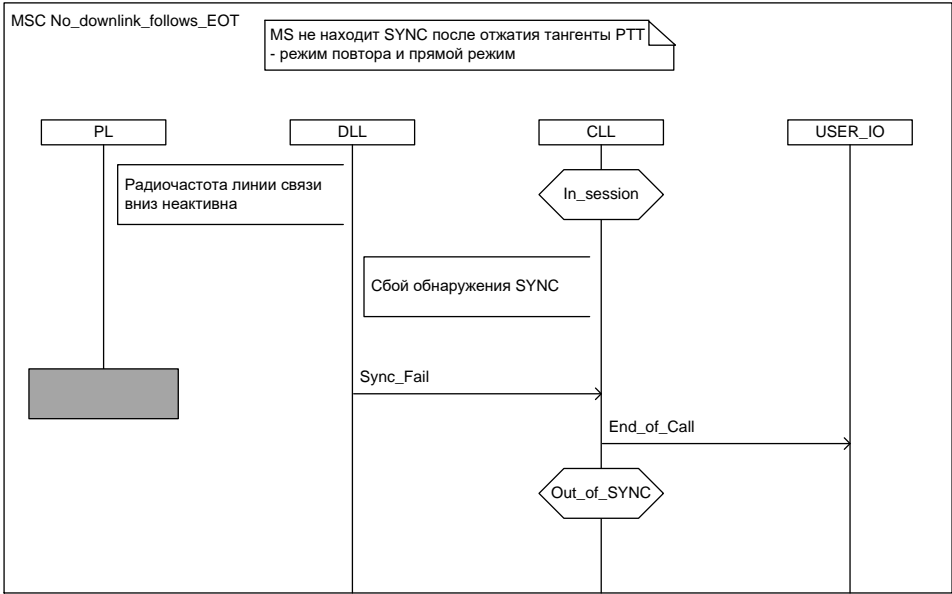 MSC No_downlink_follows_EOT
MS не находит SYNC после отжатия тангенты PTT
- режим повтора и прямой режим
PL
DLL
CLL
USER_IO
Радиочастота линии связи
вниз неактивна
In_session
Сбой обнаружения SYNC
Sync_Fail
End_of_Call
Out_of_SYNC